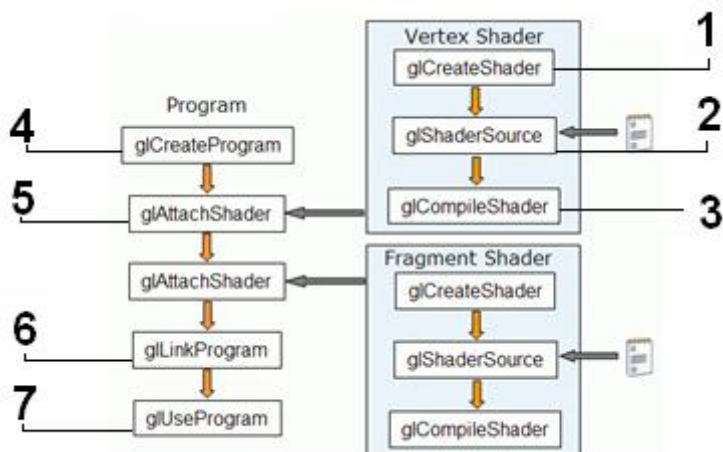 Vertex Shader
1
glCreateShader
Program
4
glCreateProgram
glShaderSource
2
5
glAttachShader
glCompileShader
3
glAttachShader
Fragment Shader
glCreateShader
6
glLinkProgram
glShaderSource
7
glUseProgram
glCompileShader